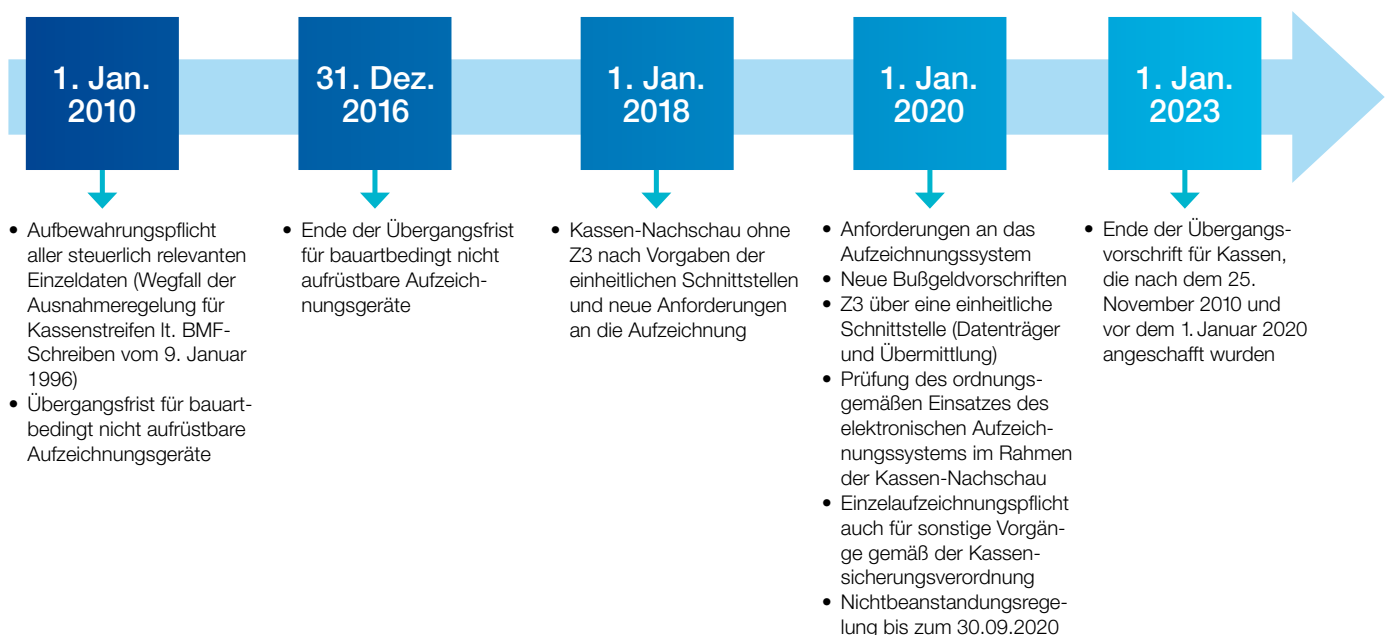 1. Jan.
2010
31. Dez.
2016
1. Jan.
2018
1. Jan.
2020
1. Jan.
2023
• Aufbewahrungspflicht
aller steuerlich relevanten
Einzeldaten (Wegfall der
Ausnahmeregelung für
Kassenstreifen lt. BMF-
Schreiben vom 9. Januar
1996)
• Übergangsfrist für bauart-
bedingt nicht aufrüstbare
Aufzeichnungsgeräte
• Ende der Übergangsfrist
für bauartbedingt nicht
aufrüstbare Aufzeich-
nungsgeräte
• Kassen-Nachschau ohne
Z3 nach Vorgaben der
einheitlichen Schnittstellen
und neue Anforderungen
an die Aufzeichnung
• Anforderungen an das
Aufzeichnungssystem
• Neue Bußgeldvorschriften
• Z3 über eine einheitliche
Schnittstelle (Datenträger
und Übermittlung)
• Prüfung des ordnungs-
gemäßen Einsatzes des
elektronischen Aufzeich-
nungssystems im Rahmen
der Kassen-Nachschau
• Einzelaufzeichnungspflicht
auch für sonstige Vorgän-
ge gemäß der Kassen-
sicherungsverordnung
• Nichtbeanstandungsrege-
lung bis zum 30.09.2020
• Ende der Übergangs-
vorschrift für Kassen,
die nach dem 25.
November 2010 und
vor dem 1. Januar 2020
angeschafft wurden